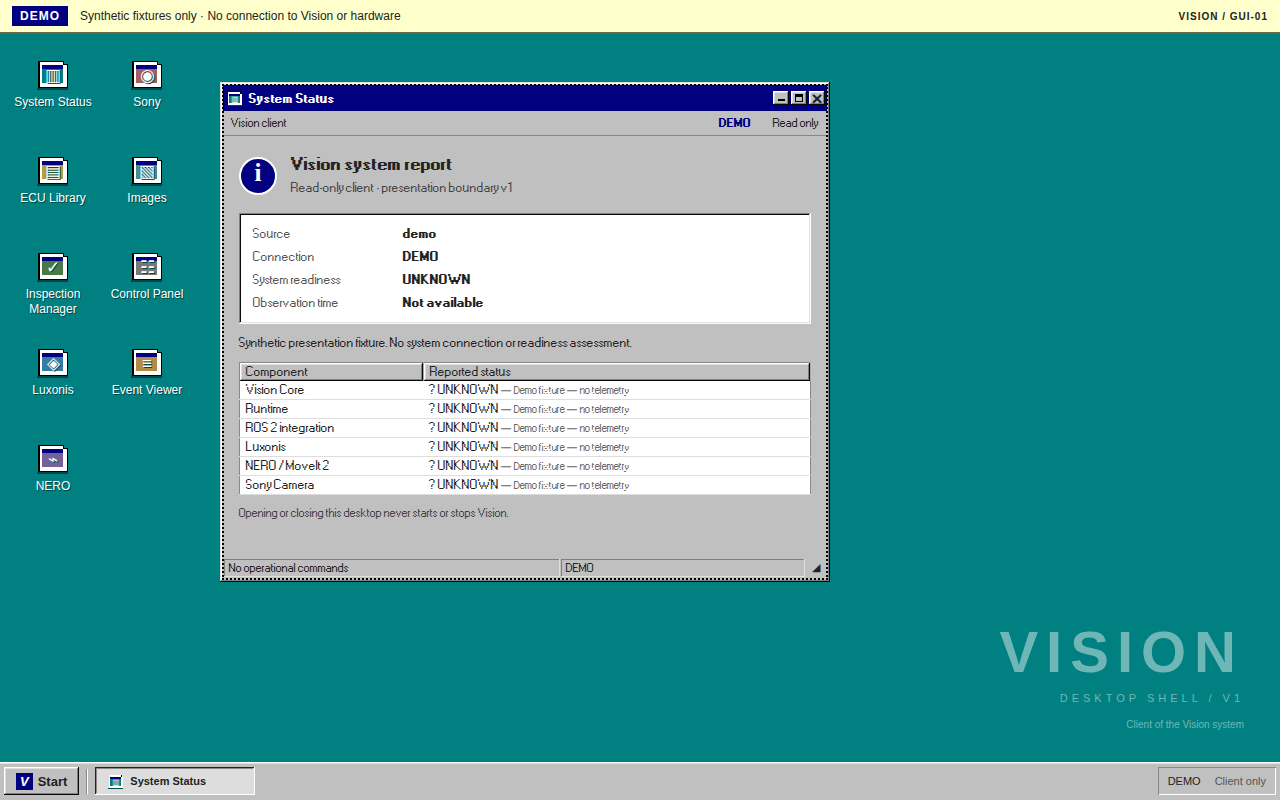 DEMO Synthetic fixtures only · No connection to Vision or hardware VISION / GUI-01
System Status
Sony
ECU Library
Images
Inspection
Manager
Control Panel
Luxonis
Event Viewer
NERO
System Status
Vision client DEMO Read only
i
Vision system report
Read-only client · presentation boundary v1
Source demo
Connection DEMO
System readiness UNKNOWN
Observation time Not available
Synthetic presentation fixture. No system connection or readiness assessment.
Component Reported status
Vision Core ? UNKNOWN — Demo fixture — no telemetry
Runtime ? UNKNOWN — Demo fixture — no telemetry
ROS 2 integration ? UNKNOWN — Demo fixture — no telemetry
Luxonis ? UNKNOWN — Demo fixture — no telemetry
NERO / MoveIt 2 ? UNKNOWN — Demo fixture — no telemetry
Sony Camera ? UNKNOWN — Demo fixture — no telemetry
Opening or closing this desktop never starts or stops Vision.
No operational commands DEMO
VISION
DESKTOP SHELL / V1
Client of the Vision system
V Start System Status DEMO Client only